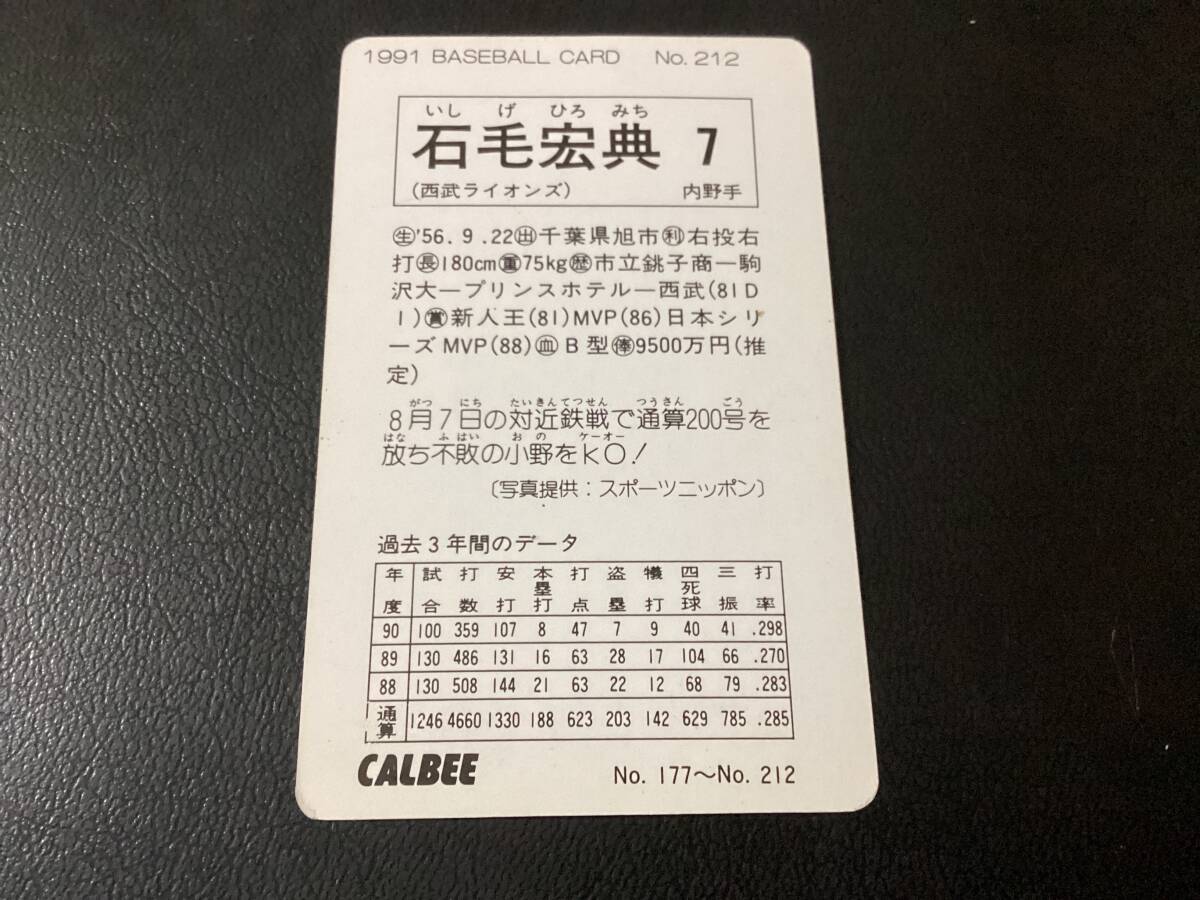 1991 BASEBALL CARD No. 212
いし げ ひろ みち
石毛宏典 7
(西武ライオンズ) 内野手
㊤'56.9.22㊦千葉県旭市㊒右投右
打㊎180cm㊟75kg㊭市立銚子商―駒
沢大―プリンスホテル―西武(81D
1)賞新人王(81)MVP(86)日本シリ
ーズMVP(88)血B型俸9500万円(推
定)
がつ にち たいきんてつせん つうさん ごう
8月7日の対近鉄戦で通算200号を
はな ふ はい お の ケーオー
放ち不敗の小野をKO!
〔写真提供:スポーツニッポン〕
過去3年間のデータ
年度 試合 打数 安打 本塁打 打点 盗塁 犠打 四死球 三振 打率
90 100 359 107 8 47 7 9 40 41 .298
89 130 486 131 16 63 28 17 104 66 .270
88 130 508 144 21 63 22 12 68 79 .283
通算 1246 4660 1330 188 623 203 142 629 785 .285
CALBEE No. 177〜No. 212